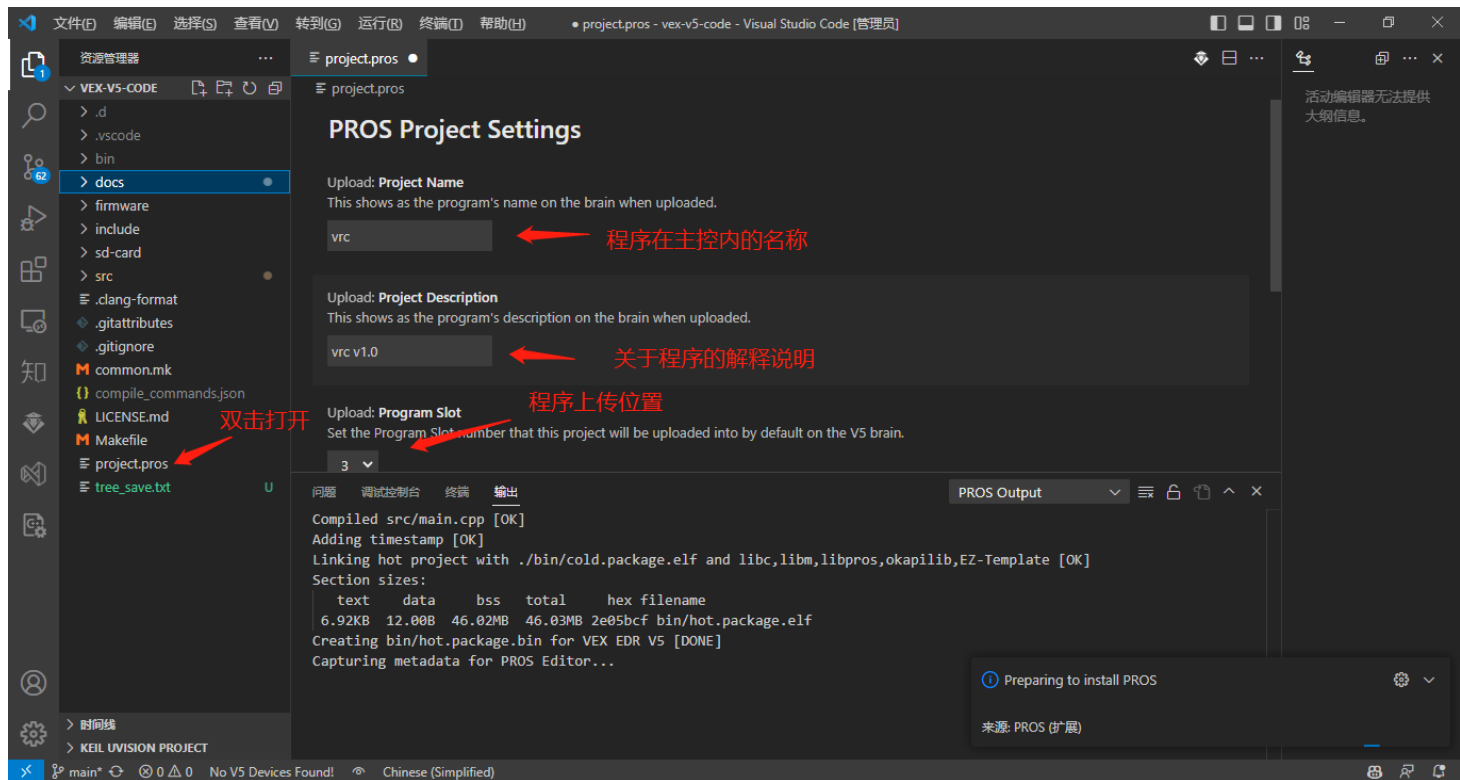 文件(F) 编辑(E) 选择(S) 查看(V) 转到(G) 运行(R) 终端(T) 帮助(H) ● project.pros - vex-v5-code - Visual Studio Code [管理员]
资源管理器
VEX-V5-CODE
.d
.vscode
bin
docs
firmware
include
sd-card
src
.clang-format
.gitattributes
.gitignore
common.mk
compile_commands.json
LICENSE.md
Makefile
project.pros
tree_save.txt U
双击打开
时间线
KEIL UVISION PROJECT
1
62
知
project.pros ●
project.pros
PROS Project Settings
Upload: Project Name
This shows as the program's name on the brain when uploaded.
vrc
程序在主控内的名称
Upload: Project Description
This shows as the program's description on the brain when uploaded.
vrc v1.0
关于程序的解释说明
程序上传位置
Upload: Program Slot
Set the Program Slot number that this project will be uploaded into by default on the V5 brain.
3
活动编辑器无法提供
大纲信息。
问题 调试控制台 终端 输出 PROS Output
Compiled src/main.cpp [OK]
Adding timestamp [OK]
Linking hot project with ./bin/cold.package.elf and libc,libm,libpros,okapilib,EZ-Template [OK]
Section sizes:
text data bss total hex filename
6.92KB 12.00B 46.02MB 46.03MB 2e05bcf bin/hot.package.elf
Creating bin/hot.package.bin for VEX EDR V5 [DONE]
Capturing metadata for PROS Editor...
Preparing to install PROS
来源: PROS (扩展)
main* 0 0 No V5 Devices Found! Chinese (Simplified)